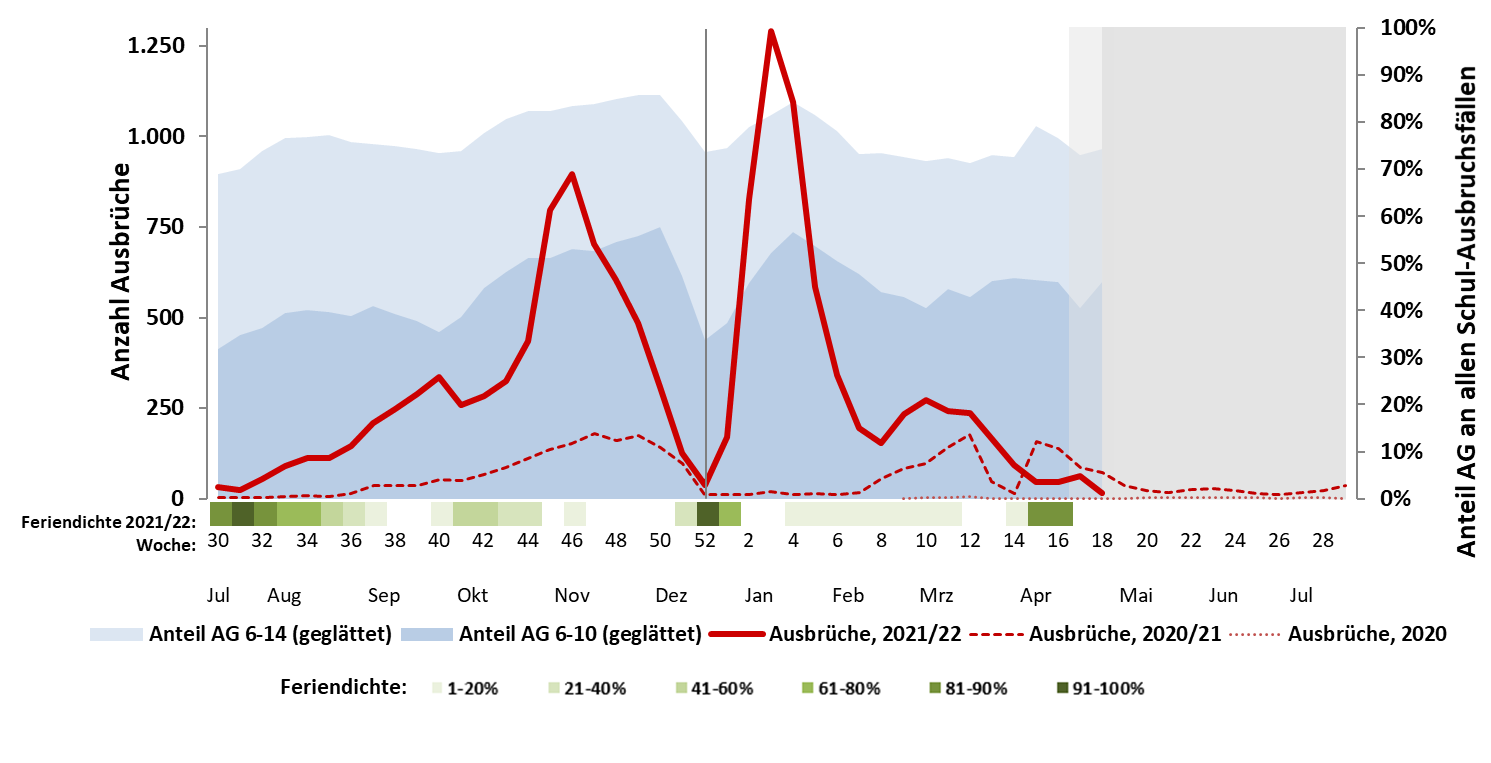 1.250
1.000
750
500
250
0
Anzahl Ausbrüche
100%
90%
80%
70%
60%
50%
40%
30%
20%
10%
0%
Anteil AG an allen Schul-Ausbruchsfällen
Feriendichte 2021/22:
Woche: 30 32 34 36 38 40 42 44 46 48 50 52 2 4 6 8 10 12 14 16 18 20 22 24 26 28
Jul Aug Sep Okt Nov Dez Jan Feb Mrz Apr Mai Jun Jul
Anteil AG 6-14 (geglättet) Anteil AG 6-10 (geglättet) Ausbrüche, 2021/22 Ausbrüche, 2020/21 Ausbrüche, 2020
Feriendichte: 1-20% 21-40% 41-60% 61-80% 81-90% 91-100%